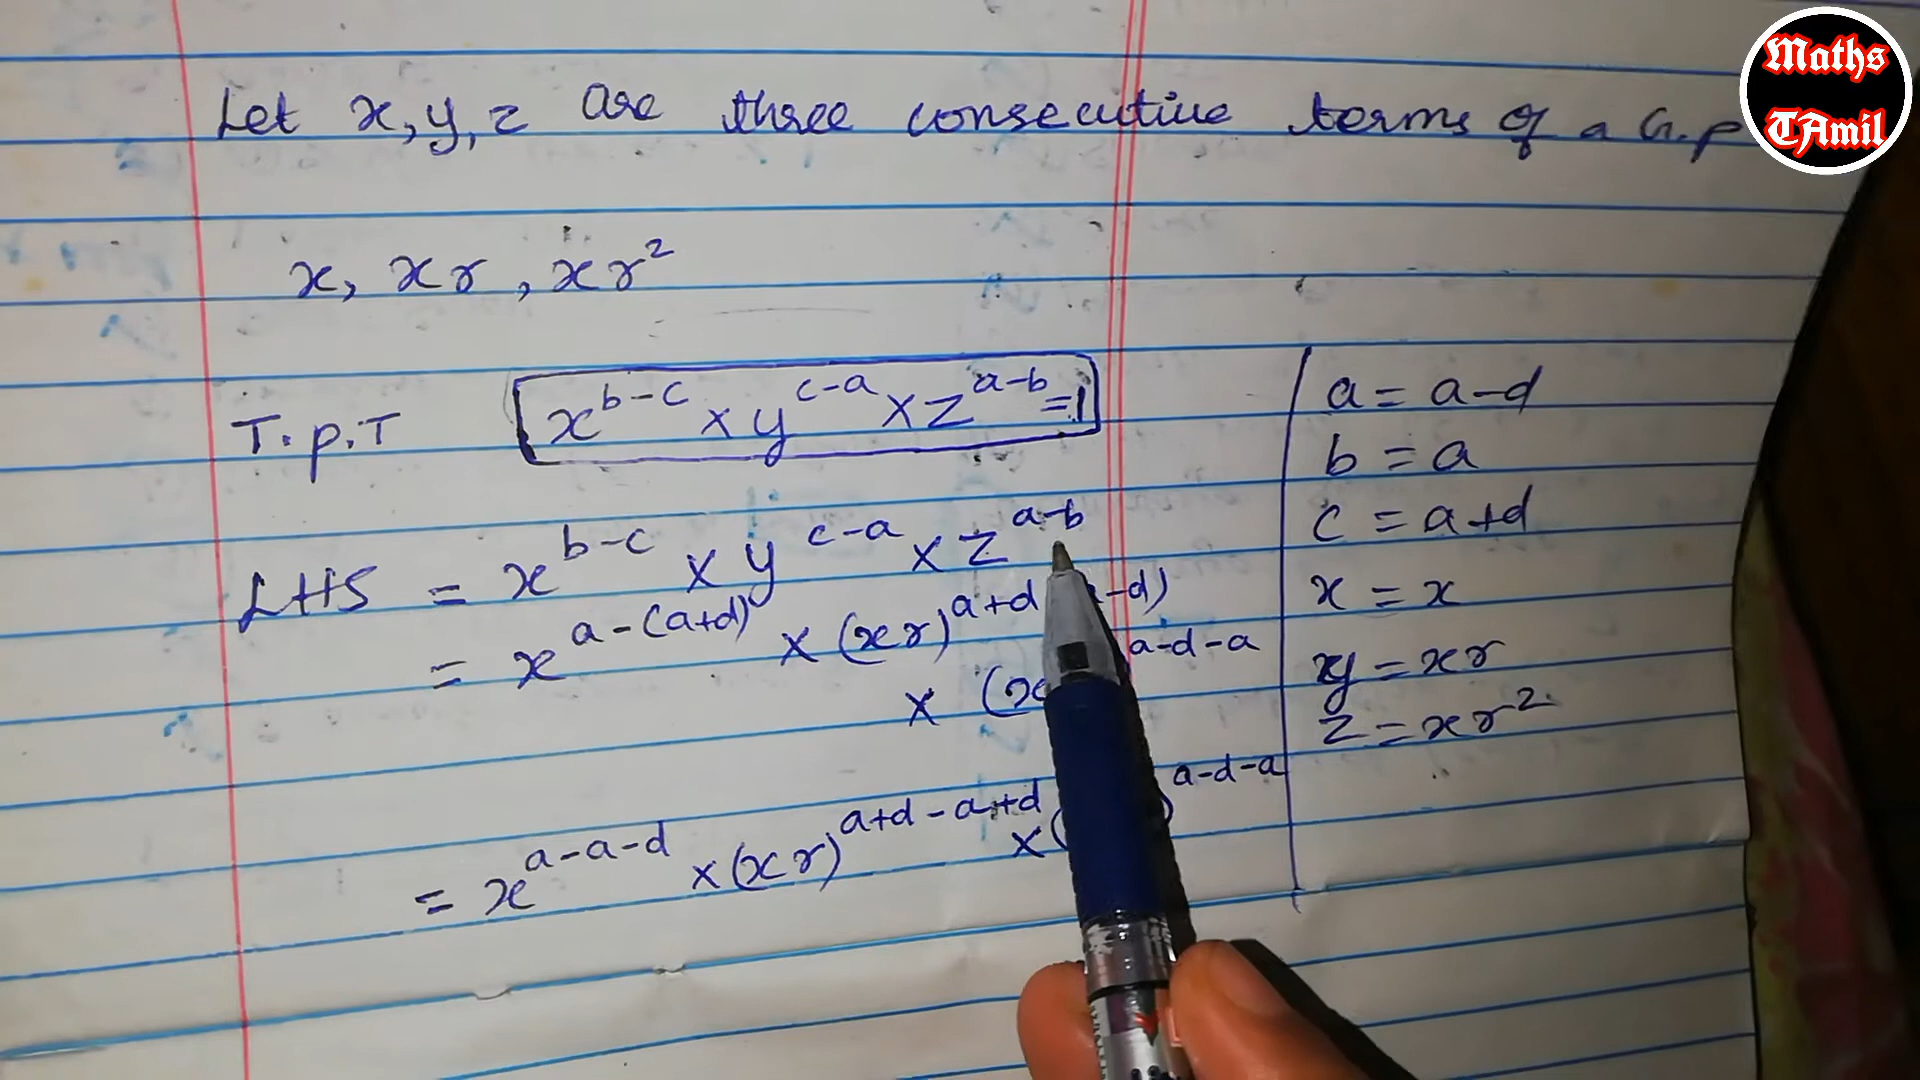 Maths
TAmil
Let x, y, z are three consecutive terms of a G.P
x, xr, xr²
T.P.T x^(b-c) × y^(c-a) × z^(a-b) = 1
LHS = x^(b-c) × y^(c-a) × z^(a-b)
= x^(a-(a+d)) × (xr)^(a+d -d)
× (x ^(a-d-a)
= x^(a-a-d) × (xr)^(a+d-a+d) × ( )^(a-d-a)
a = a-d
b = a
c = a+d
x = x
y = xr
z = xr²